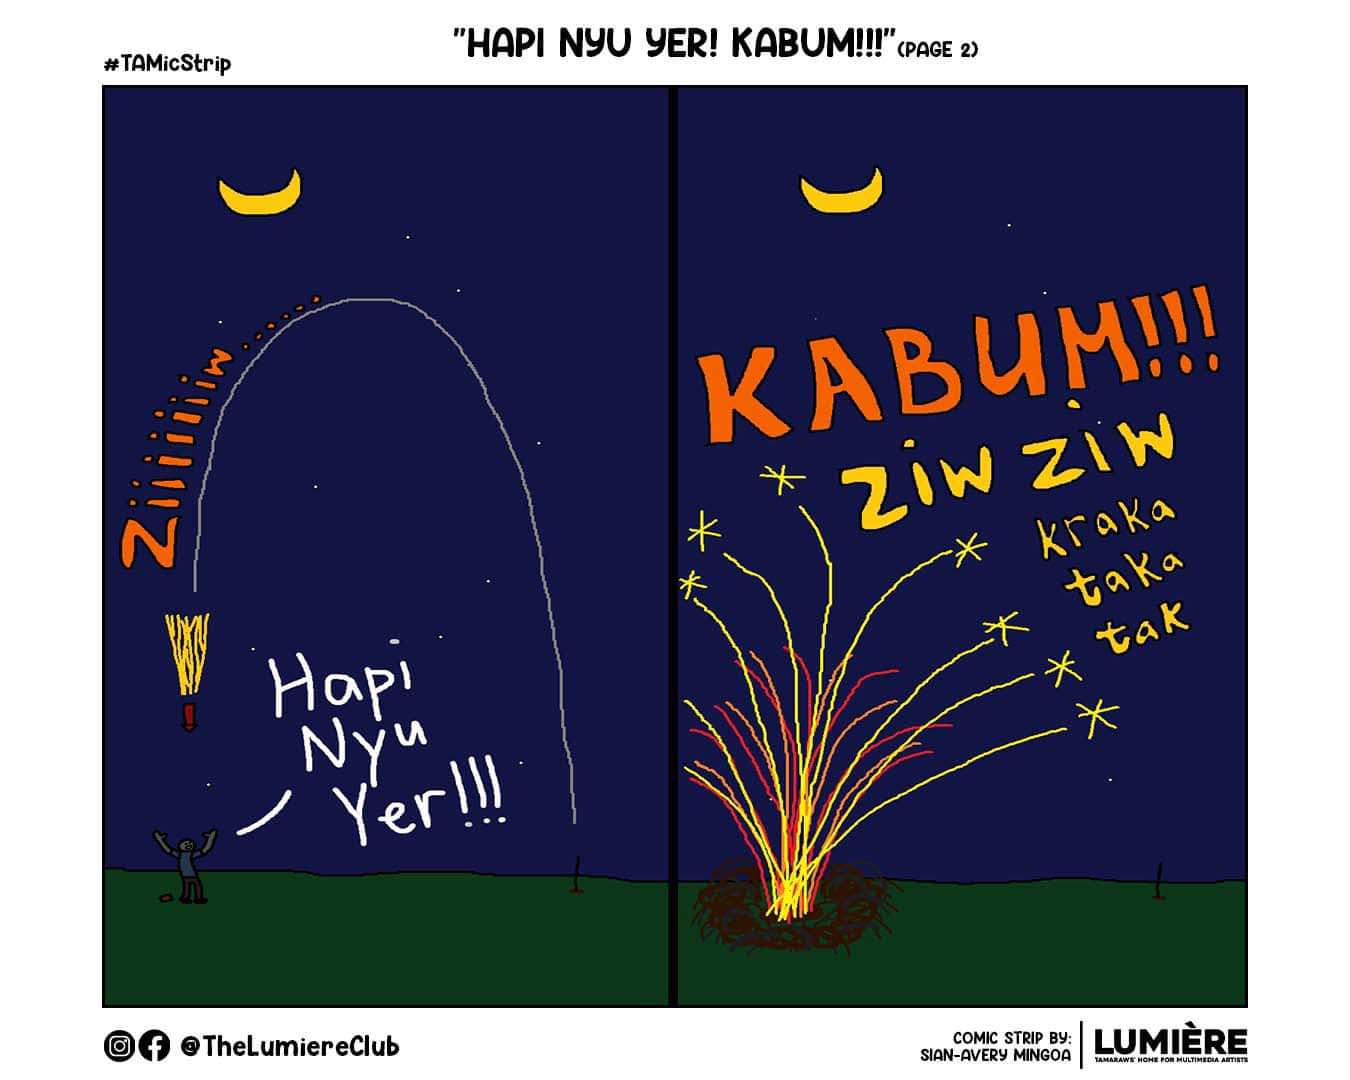 "HAPI NYU YER! KABUM!!!" (PAGE 2)
#TAMicStrip
Ziiiiiiiw......
Hapi
Nyu
Yer!!!
KABUM!!!
ziw ziw
kraka
taka
tak
@TheLumiereClub
COMIC STRIP BY:
SIAN-AVERY MINGOA
LUMIÈRE
TAMARAWS' HOME FOR MULTIMEDIA ARTISTS